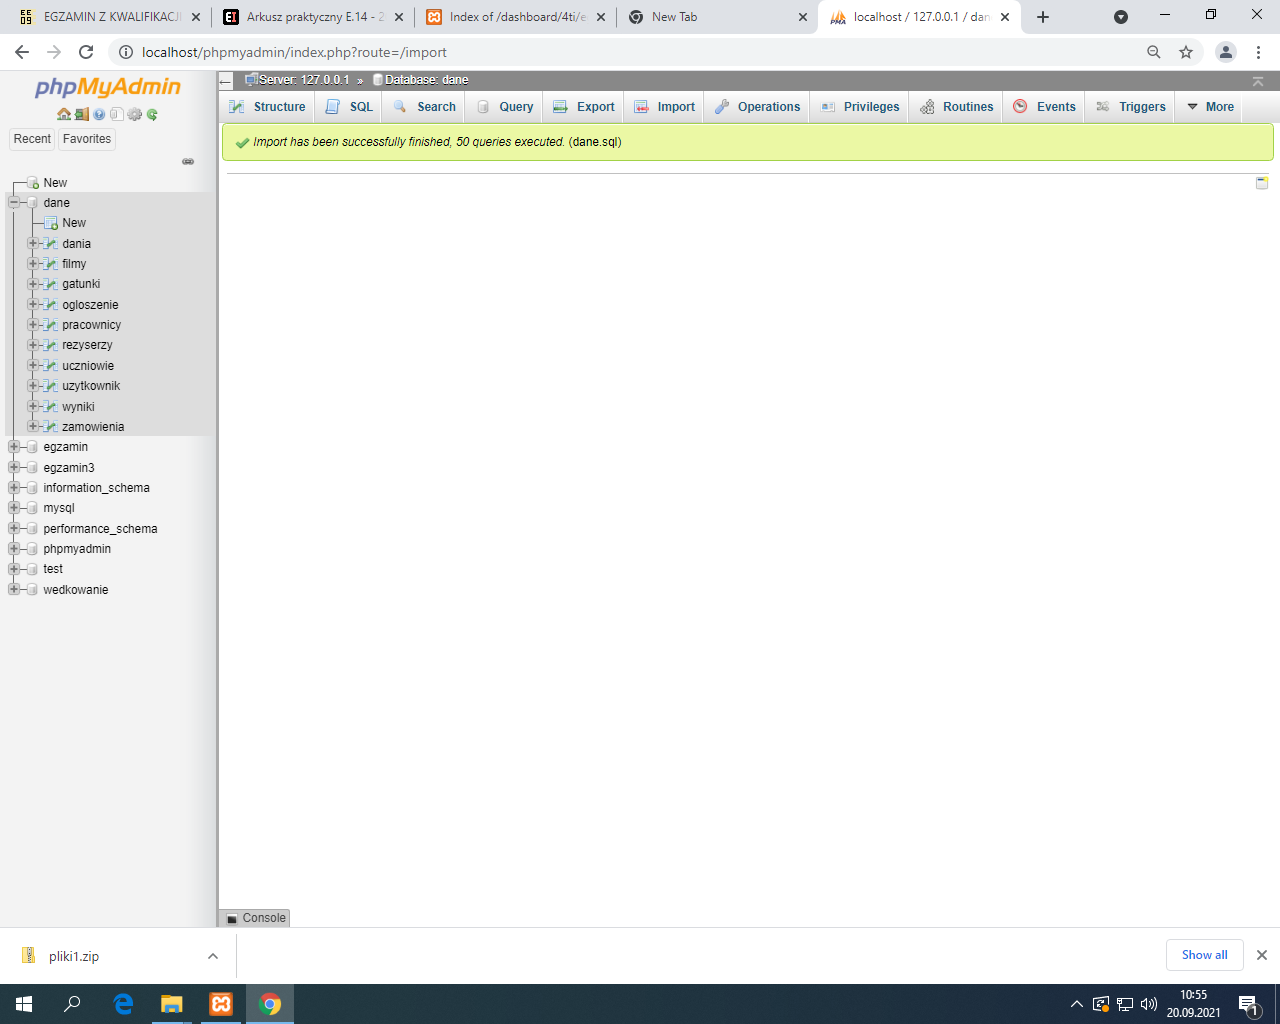 EGZAMIN Z KWALIFIKACJI
Arkusz praktyczny E.14 - 2
Index of /dashboard/4ti/e
New Tab
localhost / 127.0.0.1 / dan
localhost/phpmyadmin/index.php?route=/import
phpMyAdmin
Server: 127.0.0.1 » Database: dane
Structure SQL Search Query Export Import Operations Privileges Routines Events Triggers More
Import has been successfully finished, 50 queries executed. (dane.sql)
Recent Favorites
New
dane
New
dania
filmy
gatunki
ogloszenie
pracownicy
rezyserzy
uczniowie
uzytkownik
wyniki
zamowienia
egzamin
egzamin3
information_schema
mysql
performance_schema
phpmyadmin
test
wedkowanie
Console
pliki1.zip
Show all
10:55
20.09.2021
1